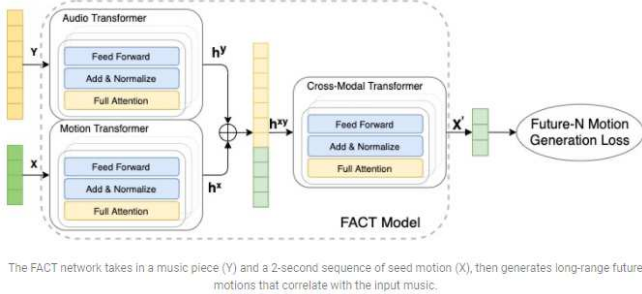 Audio Transformer
Y
Feed Forward
Add & Normalize
Full Attention
h^y
Motion Transformer
X
Feed Forward
Add & Normalize
Full Attention
h^x
h^xy
Cross-Modal Transformer
Feed Forward
Add & Normalize
Full Attention
X'
Future-N Motion
Generation Loss
FACT Model
The FACT network takes in a music piece (Y) and a 2-second sequence of seed motion (X), then generates long-range future
motions that correlate with the input music.